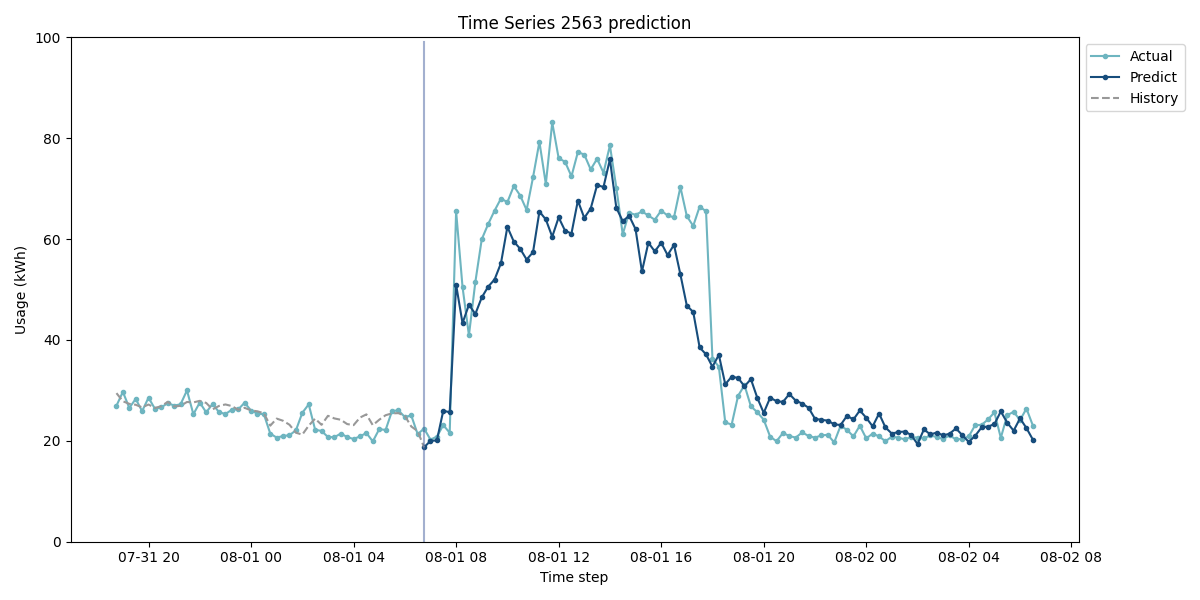 Time Series 2563 prediction
100
80
60
40
20
0
Usage (kWh)
07-31 20
08-01 00
08-01 04
08-01 08
08-01 12
08-01 16
08-01 20
08-02 00
08-02 04
08-02 08
Time step
Actual
Predict
History